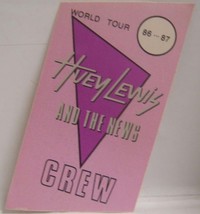 WORLD TOUR
86-87
HUEY LEWIS
AND THE NEWS
CREW